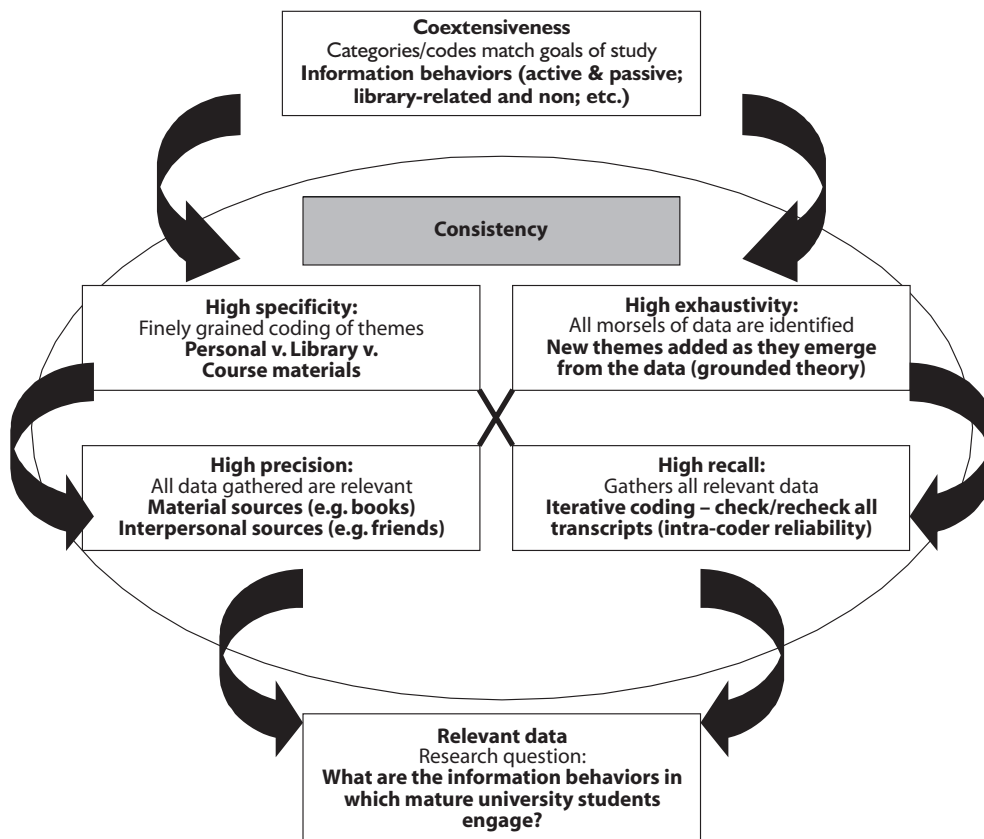 Coextensiveness
Categories/codes match goals of study
Information behaviors (active & passive;
library-related and non; etc.)
Consistency
High specificity:
Finely grained coding of themes
Personal v. Library v.
Course materials
High exhaustivity:
All morsels of data are identified
New themes added as they emerge
from the data (grounded theory)
High precision:
All data gathered are relevant
Material sources (e.g. books)
Interpersonal sources (e.g. friends)
High recall:
Gathers all relevant data
Iterative coding – check/recheck all
transcripts (intra-coder reliability)
Relevant data
Research question:
What are the information behaviors in
which mature university students
engage?